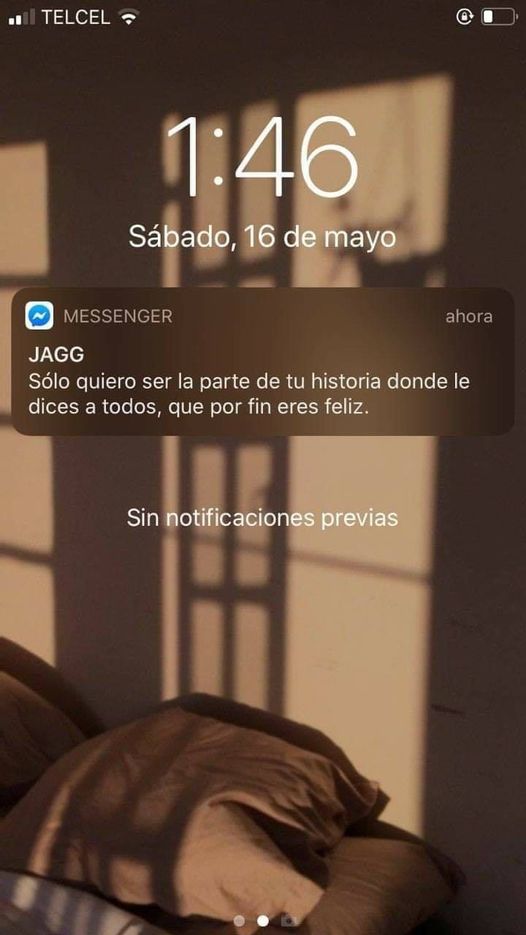 TELCEL
1:46
Sábado, 16 de mayo
MESSENGER ahora
JAGG
Sólo quiero ser la parte de tu historia donde le
dices a todos, que por fin eres feliz.
Sin notificaciones previas